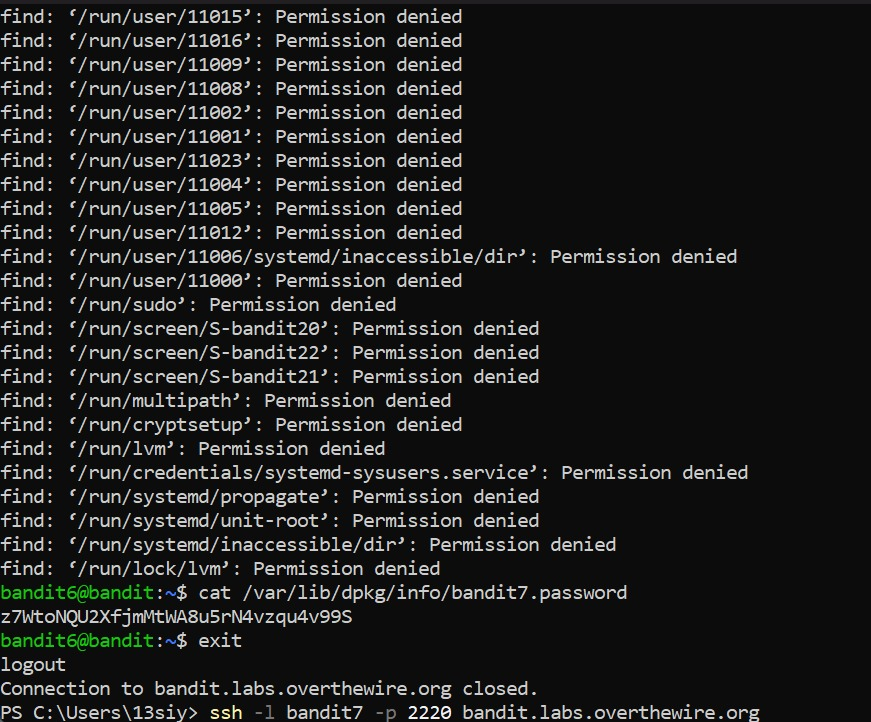 find: ‘/run/user/11015’: Permission denied
find: ‘/run/user/11016’: Permission denied
find: ‘/run/user/11009’: Permission denied
find: ‘/run/user/11008’: Permission denied
find: ‘/run/user/11002’: Permission denied
find: ‘/run/user/11001’: Permission denied
find: ‘/run/user/11023’: Permission denied
find: ‘/run/user/11004’: Permission denied
find: ‘/run/user/11005’: Permission denied
find: ‘/run/user/11012’: Permission denied
find: ‘/run/user/11006/systemd/inaccessible/dir’: Permission denied
find: ‘/run/user/11000’: Permission denied
find: ‘/run/sudo’: Permission denied
find: ‘/run/screen/S-bandit20’: Permission denied
find: ‘/run/screen/S-bandit22’: Permission denied
find: ‘/run/screen/S-bandit21’: Permission denied
find: ‘/run/multipath’: Permission denied
find: ‘/run/cryptsetup’: Permission denied
find: ‘/run/lvm’: Permission denied
find: ‘/run/credentials/systemd-sysusers.service’: Permission denied
find: ‘/run/systemd/propagate’: Permission denied
find: ‘/run/systemd/unit-root’: Permission denied
find: ‘/run/systemd/inaccessible/dir’: Permission denied
find: ‘/run/lock/lvm’: Permission denied
bandit6@bandit:~$ cat /var/lib/dpkg/info/bandit7.password
z7WtoNQU2XfjmMtWA8u5rN4vzqu4v99S
bandit6@bandit:~$ exit
logout
Connection to bandit.labs.overthewire.org closed.
PS C:\Users\13siy> ssh -l bandit7 -p 2220 bandit.labs.overthewire.org